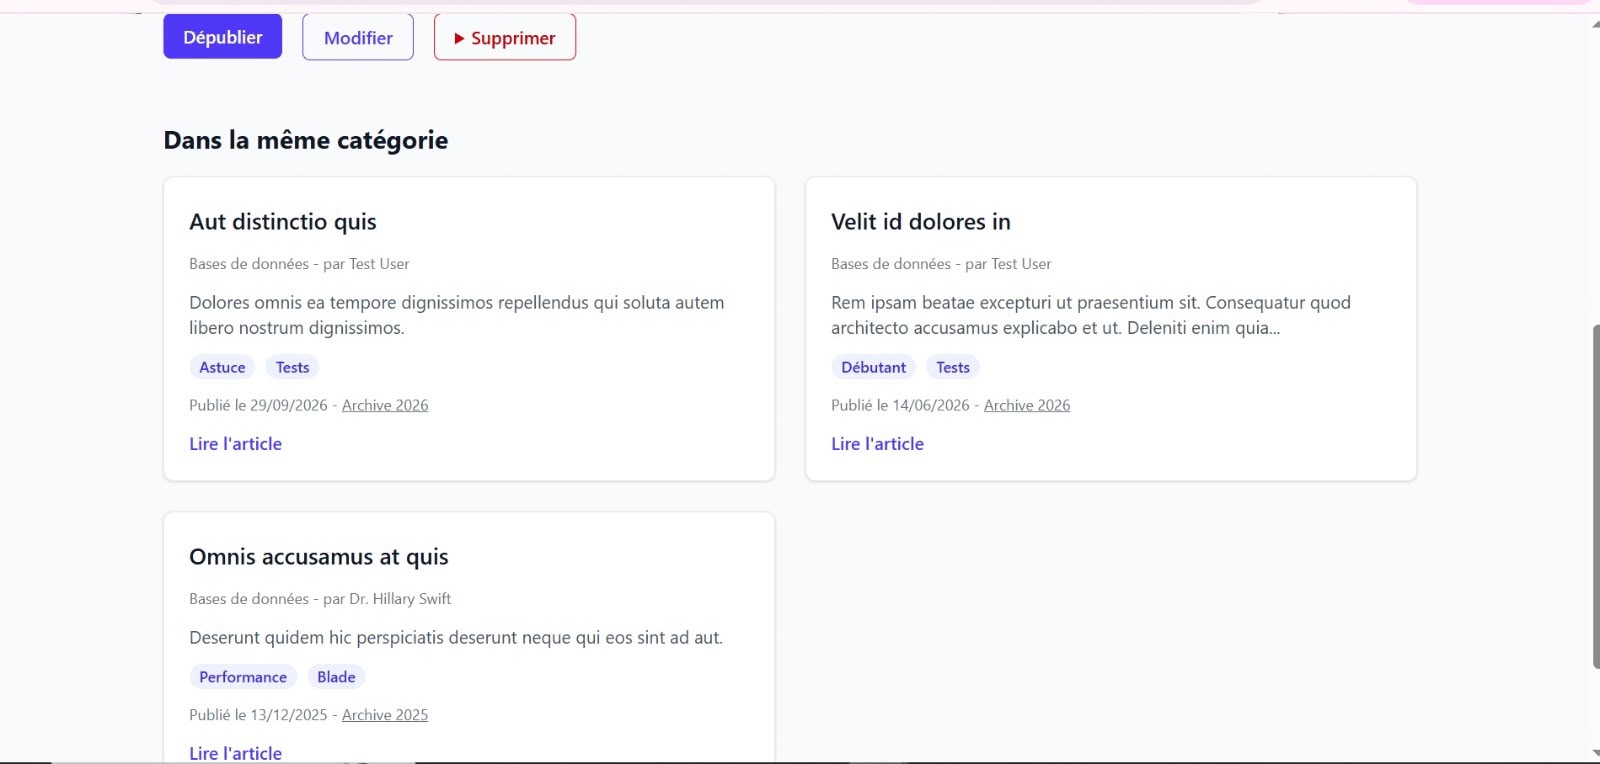 Dépublier
Modifier
▶ Supprimer
Dans la même catégorie
Aut distinctio quis
Bases de données - par Test User
Dolores omnis ea tempore dignissimos repellendus qui soluta autem
libero nostrum dignissimos.
Astuce
Tests
Publié le 29/09/2026 - Archive 2026
Lire l'article
Velit id dolores in
Bases de données - par Test User
Rem ipsam beatae excepturi ut praesentium sit. Consequatur quod
architecto accusamus explicabo et ut. Deleniti enim quia...
Débutant
Tests
Publié le 14/06/2026 - Archive 2026
Lire l'article
Omnis accusamus at quis
Bases de données - par Dr. Hillary Swift
Deserunt quidem hic perspiciatis deserunt neque qui eos sint ad aut.
Performance
Blade
Publié le 13/12/2025 - Archive 2025
Lire l'article